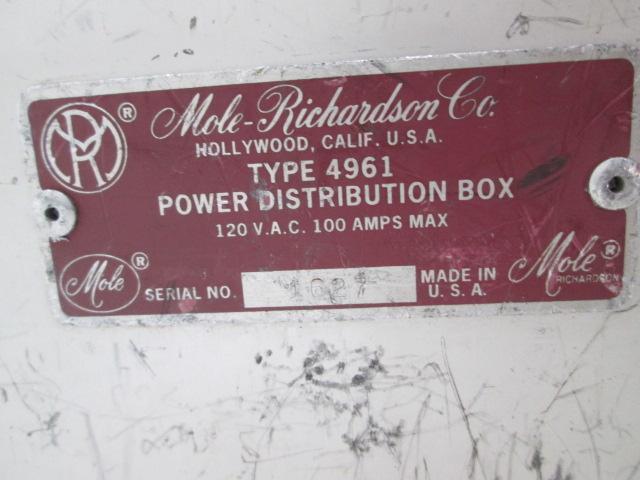 MR ®
Mole-Richardson Co.
HOLLYWOOD, CALIF. U.S.A.
TYPE 4961
POWER DISTRIBUTION BOX
120 V.A.C. 100 AMPS MAX
Mole ®
SERIAL NO.
MADE IN
U.S.A.
Mole ®
RICHARDSON